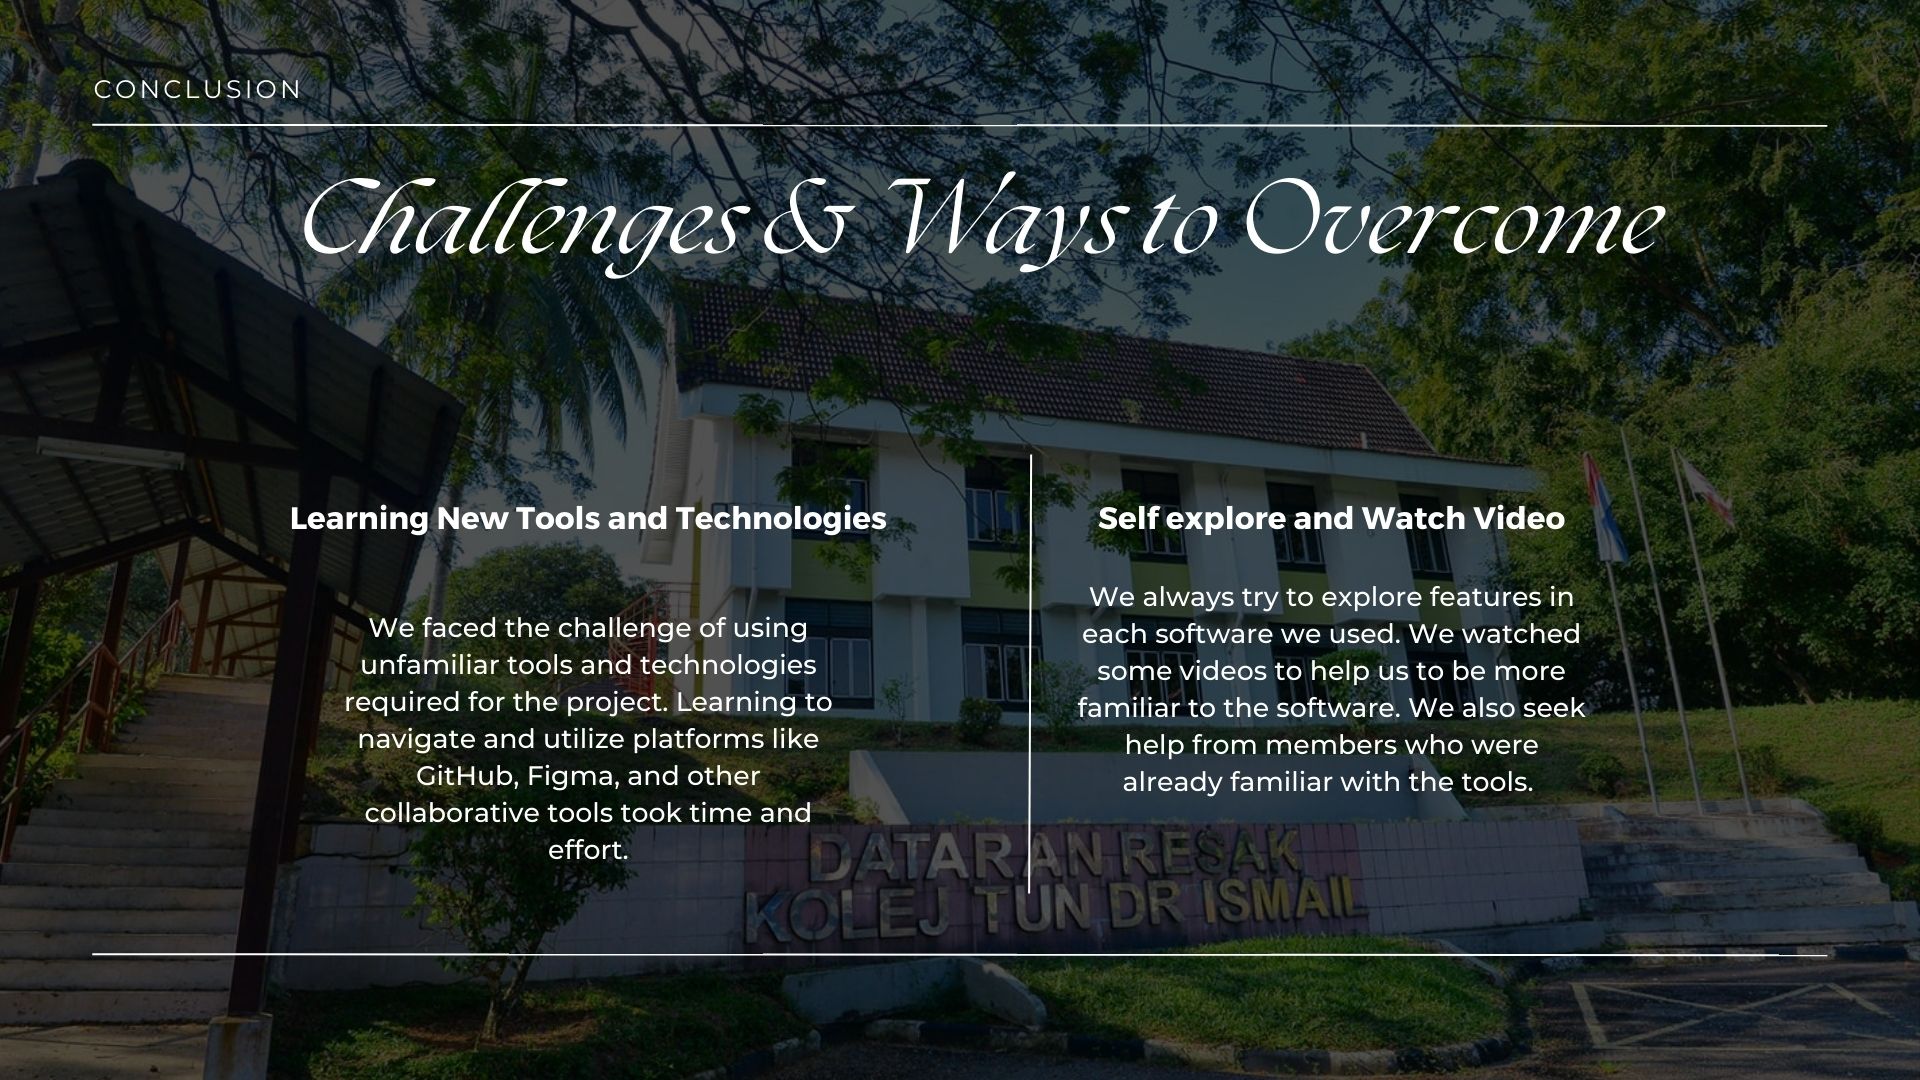 CONCLUSION
Challenges & Ways to Overcome
Learning New Tools and Technologies
We faced the challenge of using
unfamiliar tools and technologies
required for the project. Learning to
navigate and utilize platforms like
GitHub, Figma, and other
collaborative tools took time and
effort.
Self explore and Watch Video
We always try to explore features in
each software we used. We watched
some videos to help us to be more
familiar to the software. We also seek
help from members who were
already familiar with the tools.
DATARAN RESAK
KOLEJ TUN DR ISMAIL